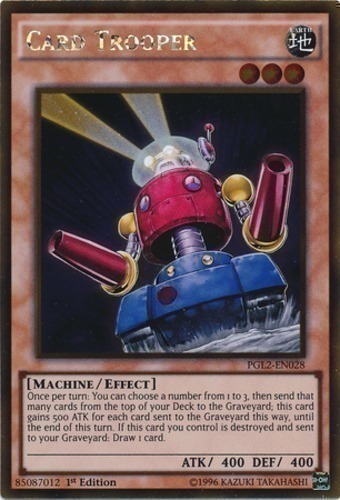 CARD TROOPER
EARTH
地
PGL2-EN028
[MACHINE/EFFECT]
Once per turn: You can choose a number from 1 to 3, then send
that many cards from the top of your Deck to the Graveyard; this card
gains 500 ATK for each card sent to the Graveyard this way, until
the end of this turn. If this card you control is destroyed and sent
to your Graveyard: Draw 1 card.
ATK/ 400 DEF/ 400
85087012 1st Edition ©1996 KAZUKI TAKAHASHI